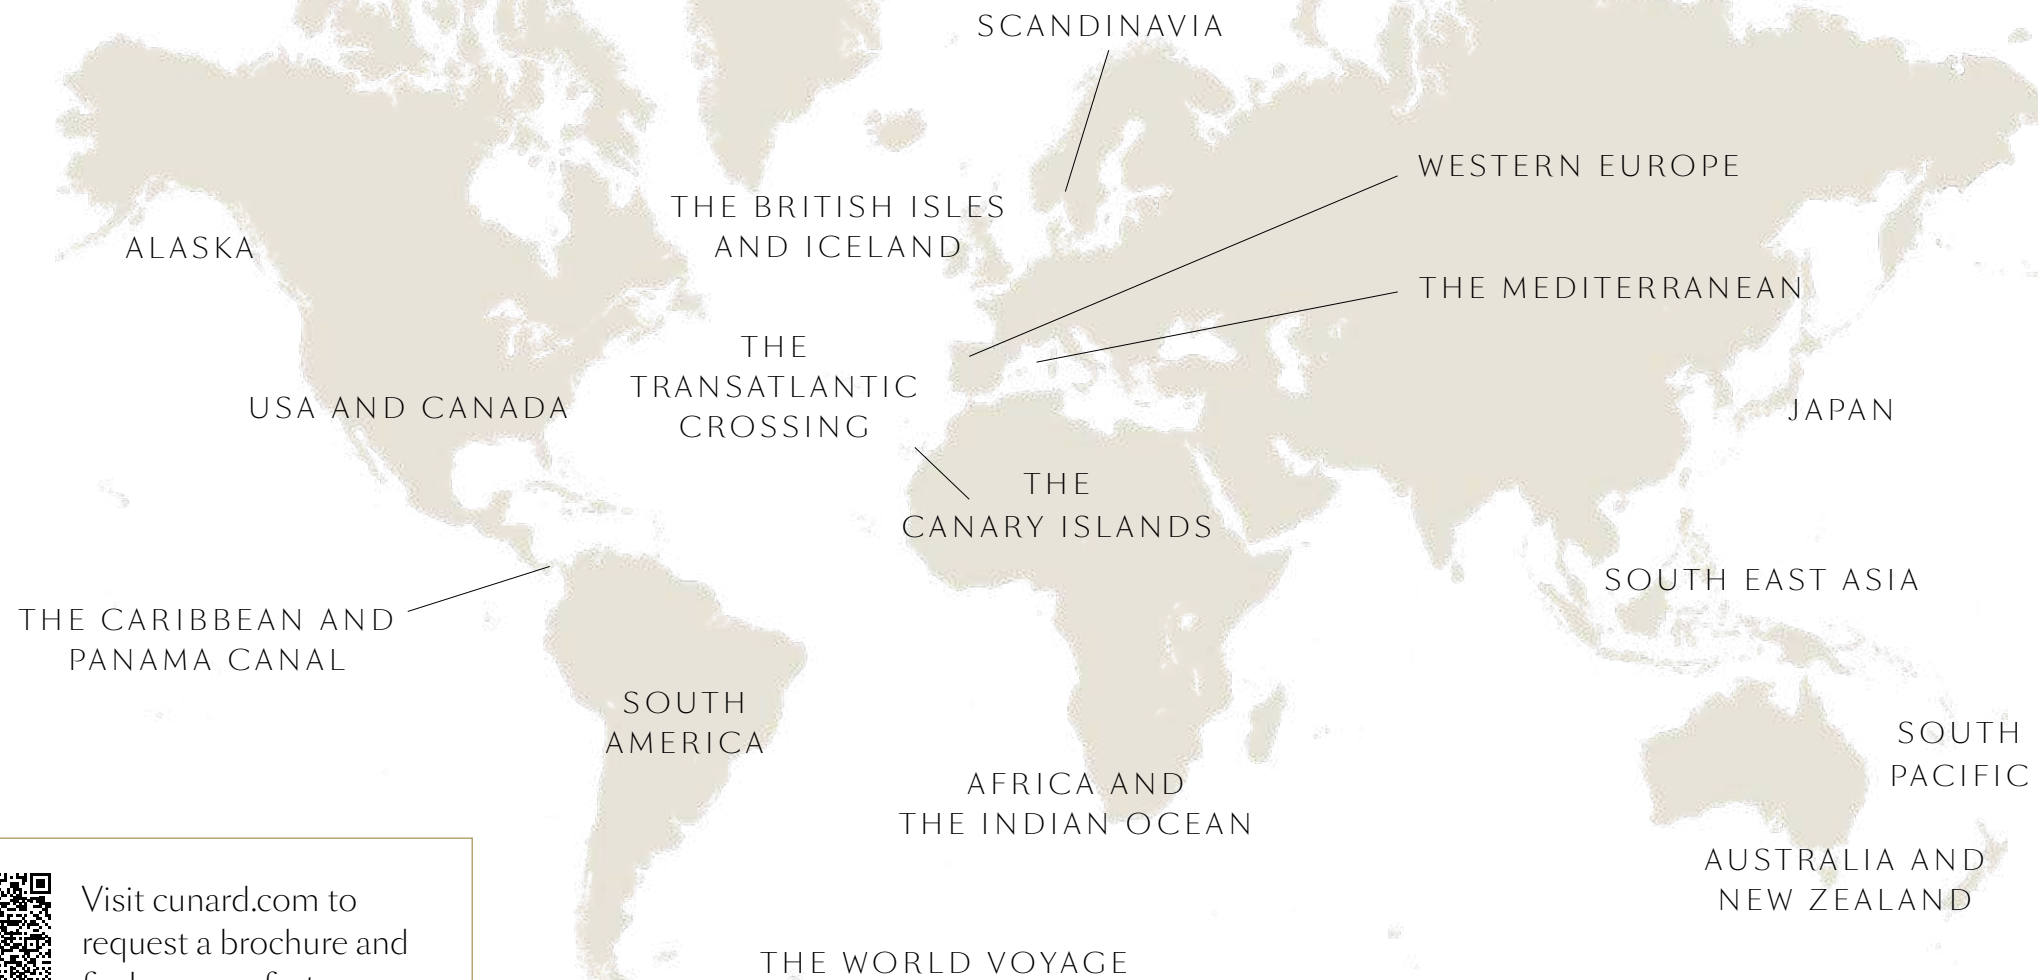 SCANDINAVIA
WESTERN EUROPE
THE BRITISH ISLES
AND ICELAND
ALASKA
THE MEDITERRANEAN
THE
TRANSATLANTIC
CROSSING
USA AND CANADA
JAPAN
THE
CANARY ISLANDS
SOUTH EAST ASIA
THE CARIBBEAN AND
PANAMA CANAL
SOUTH
AMERICA
SOUTH
PACIFIC
AFRICA AND
THE INDIAN OCEAN
AUSTRALIA AND
NEW ZEALAND
Visit cunard.com to
request a brochure and
THE WORLD VOYAGE